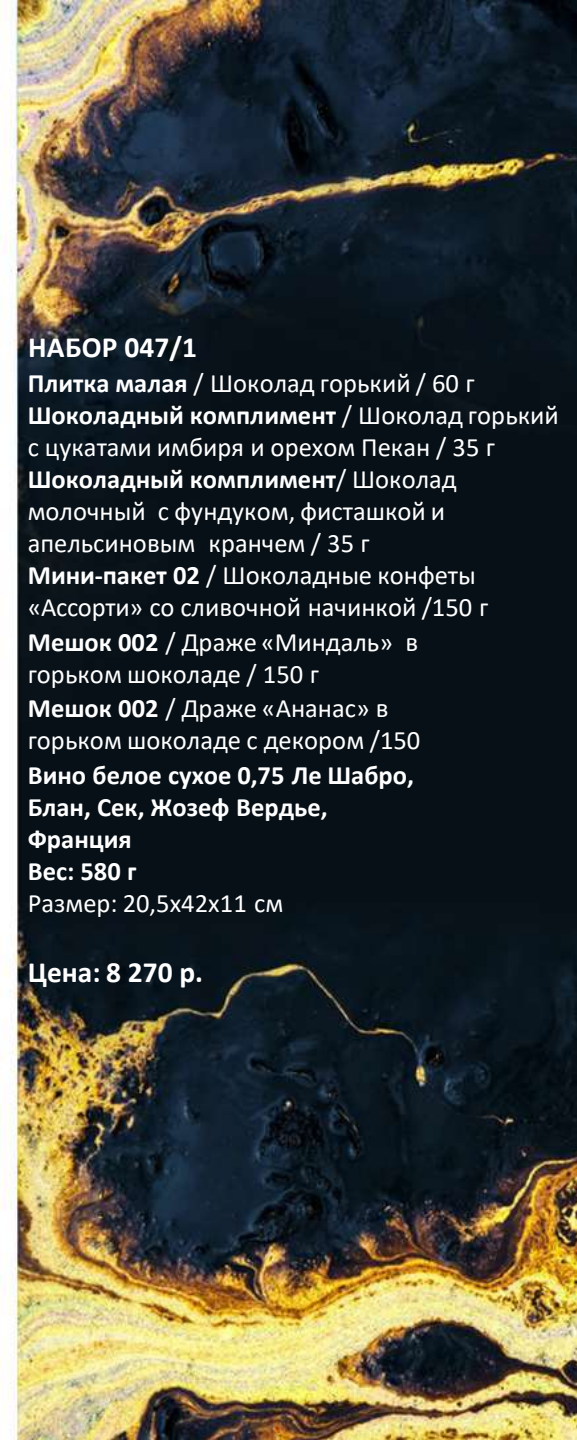 НАБОР 047/1
Плитка малая / Шоколад горький / 60 г
Шоколадный комплимент / Шоколад горький
с цукатами имбиря и орехом Пекан / 35 г
Шоколадный комплимент/ Шоколад
молочный с фундуком, фисташкой и
апельсиновым кранчем / 35 г
Мини-пакет 02 / Шоколадные конфеты
«Ассорти» со сливочной начинкой /150 г
Мешок 002 / Драже «Миндаль» в
горьком шоколаде / 150 г
Мешок 002 / Драже «Ананас» в
горьком шоколаде с декором /150
Вино белое сухое 0,75 Ле Шабро,
Блан, Сек, Жозеф Вердье,
Франция
Вес: 580 г
Размер: 20,5х42х11 см
Цена: 8 270 р.